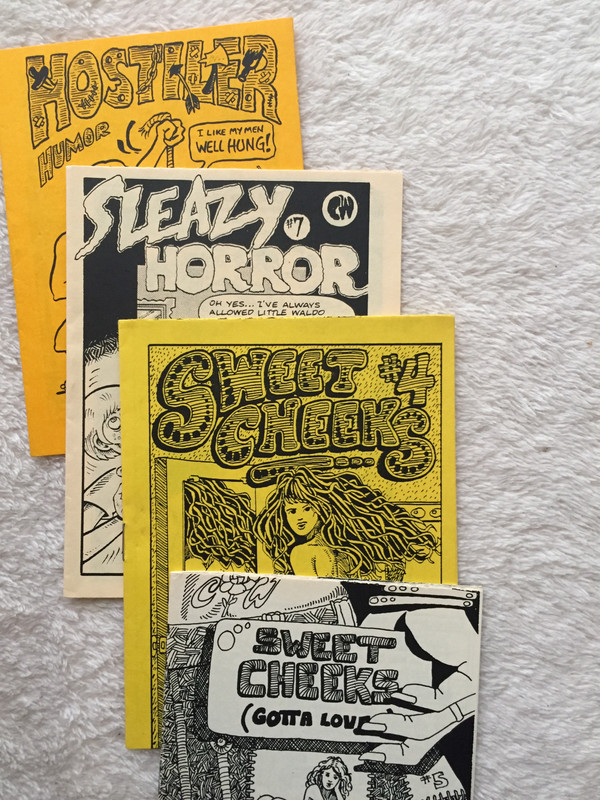 HOSTILER
HUMOR
I LIKE MY MEN
WELL HUNG!
SLEAZY
#7
CW
HORROR
OH YES... I'VE ALWAYS
ALLOWED LITTLE WALDO
SWEET #4
CHEEKS
SWEET
CHEEKS
(GOTTA LOVE
#5